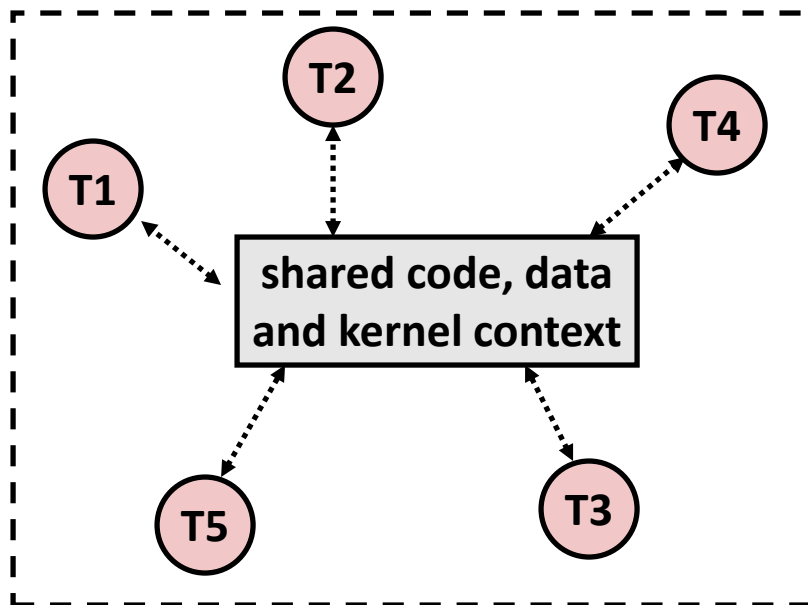 T2
T4
T1
shared code, data
and kernel context
T5
T3